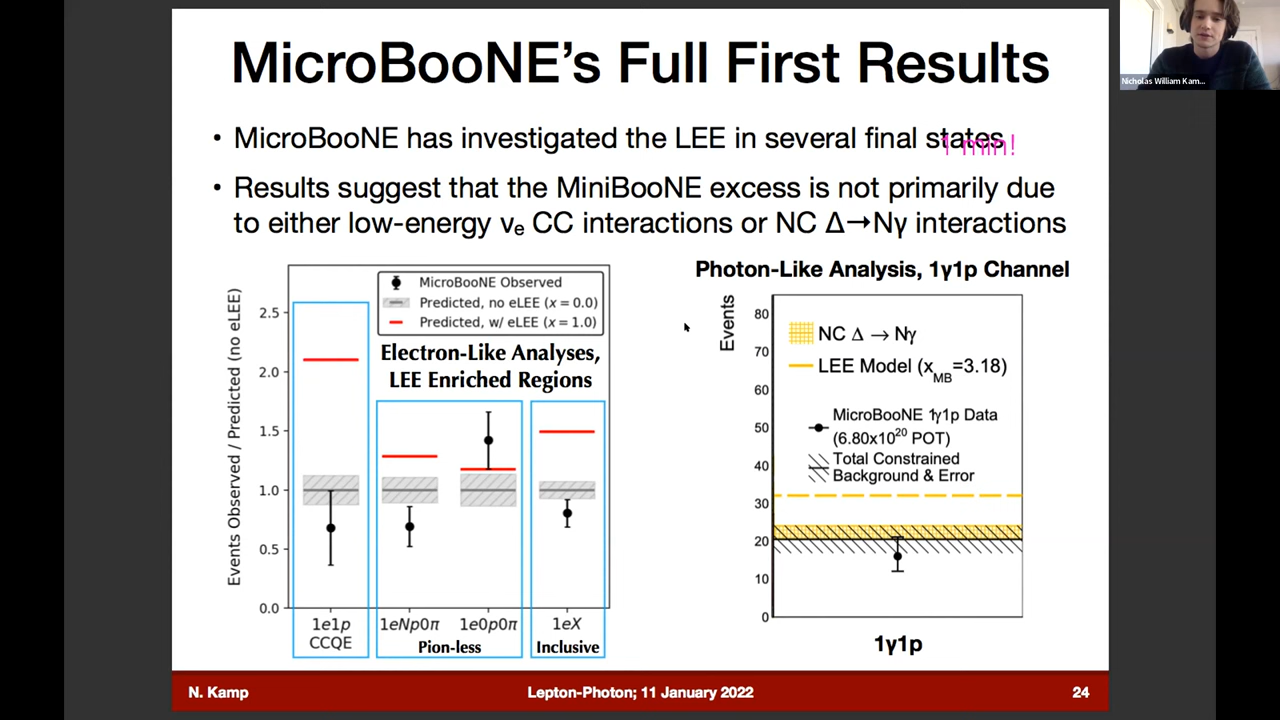 MicroBooNE's Full First Results
Nicholas William Kam...
• MicroBooNE has investigated the LEE in several final states
1 min!
• Results suggest that the MiniBooNE excess is not primarily due
to either low-energy νe CC interactions or NC Δ→Nγ interactions
Events Observed / Predicted (no eLEE)
2.5
2.0
1.5
1.0
0.5
0.0
MicroBooNE Observed
Predicted, no eLEE (x = 0.0)
Predicted, w/ eLEE (x = 1.0)
Electron-Like Analyses,
LEE Enriched Regions
1e1p
CCQE
1eNp0π
1e0p0π
Pion-less
1eX
Inclusive
Photon-Like Analysis, 1γ1p Channel
Events
80
70
60
50
40
30
20
10
0
NC Δ → Nγ
LEE Model (xMB=3.18)
MicroBooNE 1γ1p Data
(6.80x10²⁰ POT)
Total Constrained
Background & Error
1γ1p
N. Kamp
Lepton-Photon; 11 January 2022
24